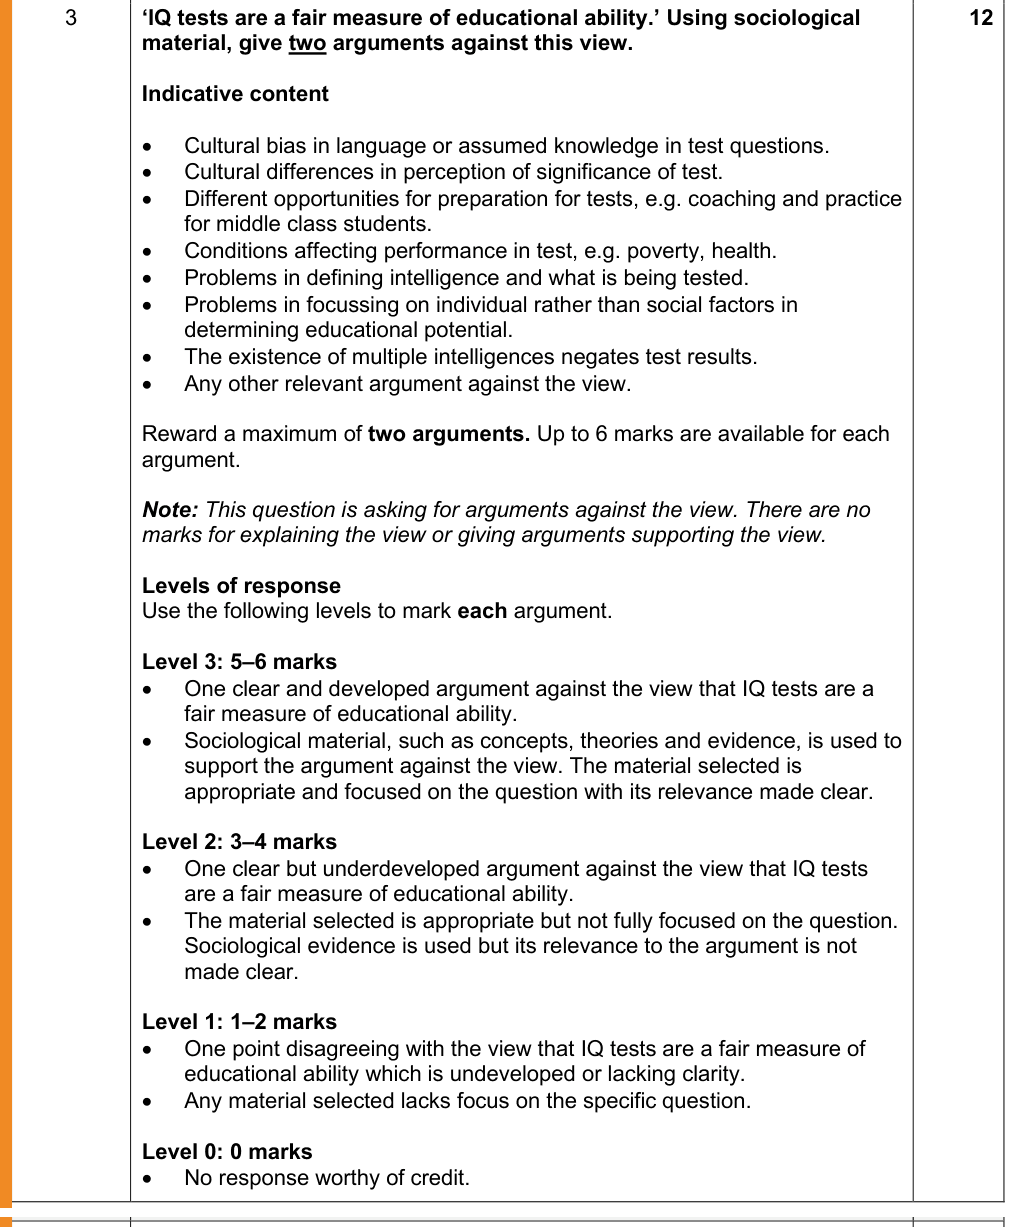 3 ‘IQ tests are a fair measure of educational ability.’ Using sociological 12
material, give two arguments against this view.
Indicative content
• Cultural bias in language or assumed knowledge in test questions.
• Cultural differences in perception of significance of test.
• Different opportunities for preparation for tests, e.g. coaching and practice
for middle class students.
• Conditions affecting performance in test, e.g. poverty, health.
• Problems in defining intelligence and what is being tested.
• Problems in focussing on individual rather than social factors in
determining educational potential.
• The existence of multiple intelligences negates test results.
• Any other relevant argument against the view.
Reward a maximum of two arguments. Up to 6 marks are available for each
argument.
Note: This question is asking for arguments against the view. There are no
marks for explaining the view or giving arguments supporting the view.
Levels of response
Use the following levels to mark each argument.
Level 3: 5–6 marks
• One clear and developed argument against the view that IQ tests are a
fair measure of educational ability.
• Sociological material, such as concepts, theories and evidence, is used to
support the argument against the view. The material selected is
appropriate and focused on the question with its relevance made clear.
Level 2: 3–4 marks
• One clear but underdeveloped argument against the view that IQ tests
are a fair measure of educational ability.
• The material selected is appropriate but not fully focused on the question.
Sociological evidence is used but its relevance to the argument is not
made clear.
Level 1: 1–2 marks
• One point disagreeing with the view that IQ tests are a fair measure of
educational ability which is undeveloped or lacking clarity.
• Any material selected lacks focus on the specific question.
Level 0: 0 marks
• No response worthy of credit.